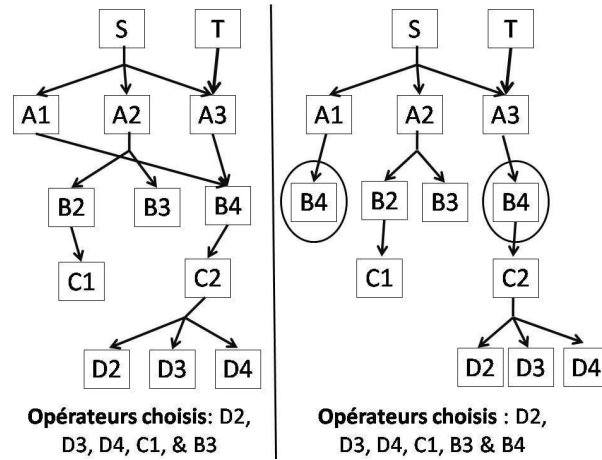 S T
A1 A2 A3
B2 B3 B4
C1 C2
D2 D3 D4
Opérateurs choisis: D2,
D3, D4, C1, & B3
S T
A1 A2 A3
B4 B2 B3 B4
C1 C2
D2 D3 D4
Opérateurs choisis : D2,
D3, D4, C1, B3 & B4